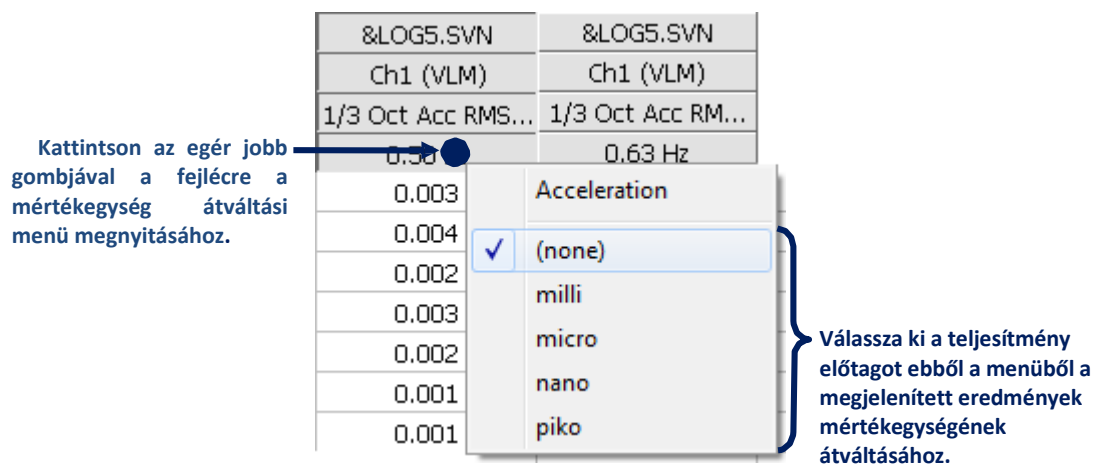 &LOG5.SVN &LOG5.SVN
Ch1 (VLM) Ch1 (VLM)
1/3 Oct Acc RMS... 1/3 Oct Acc RM...
0.50 0.63 Hz
Kattintson az egér jobb
gombjával a fejlécre a
mértékegység átváltási
menü megnyitásához.
0.003
0.004
0.002
0.003
0.002
0.001
0.001
Acceleration
(none)
milli
micro
nano
piko
Válassza ki a teljesítmény
előtagot ebből a menüből a
megjelenített eredmények
mértékegységének
átváltásához.